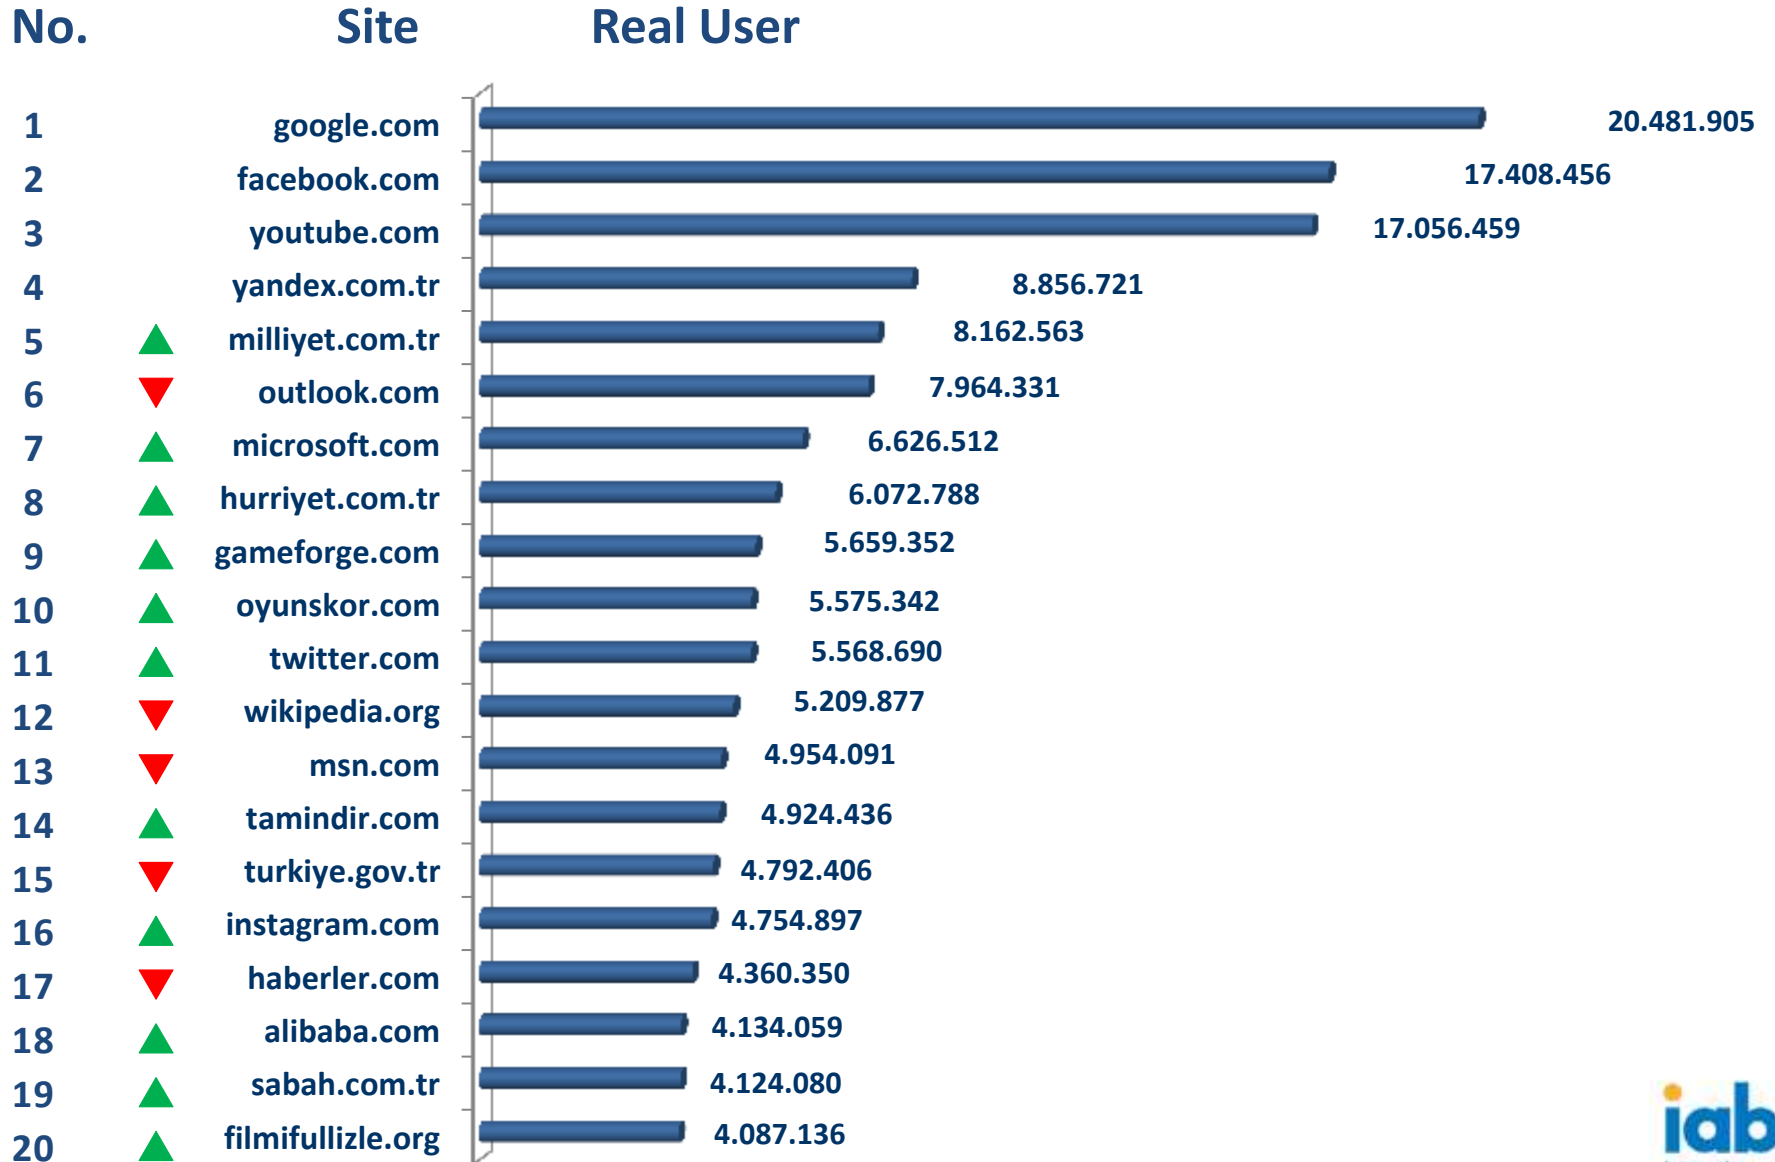 No. Site Real User
1 google.com 20.481.905
2 facebook.com 17.408.456
3 youtube.com 17.056.459
4 yandex.com.tr 8.856.721
5 milliyet.com.tr 8.162.563
6 outlook.com 7.964.331
7 microsoft.com 6.626.512
8 hurriyet.com.tr 6.072.788
9 gameforge.com 5.659.352
10 oyunskor.com 5.575.342
11 twitter.com 5.568.690
12 wikipedia.org 5.209.877
13 msn.com 4.954.091
14 tamindir.com 4.924.436
15 turkiye.gov.tr 4.792.406
16 instagram.com 4.754.897
17 haberler.com 4.360.350
18 alibaba.com 4.134.059
19 sabah.com.tr 4.124.080
20 filmifullizle.org 4.087.136
iab